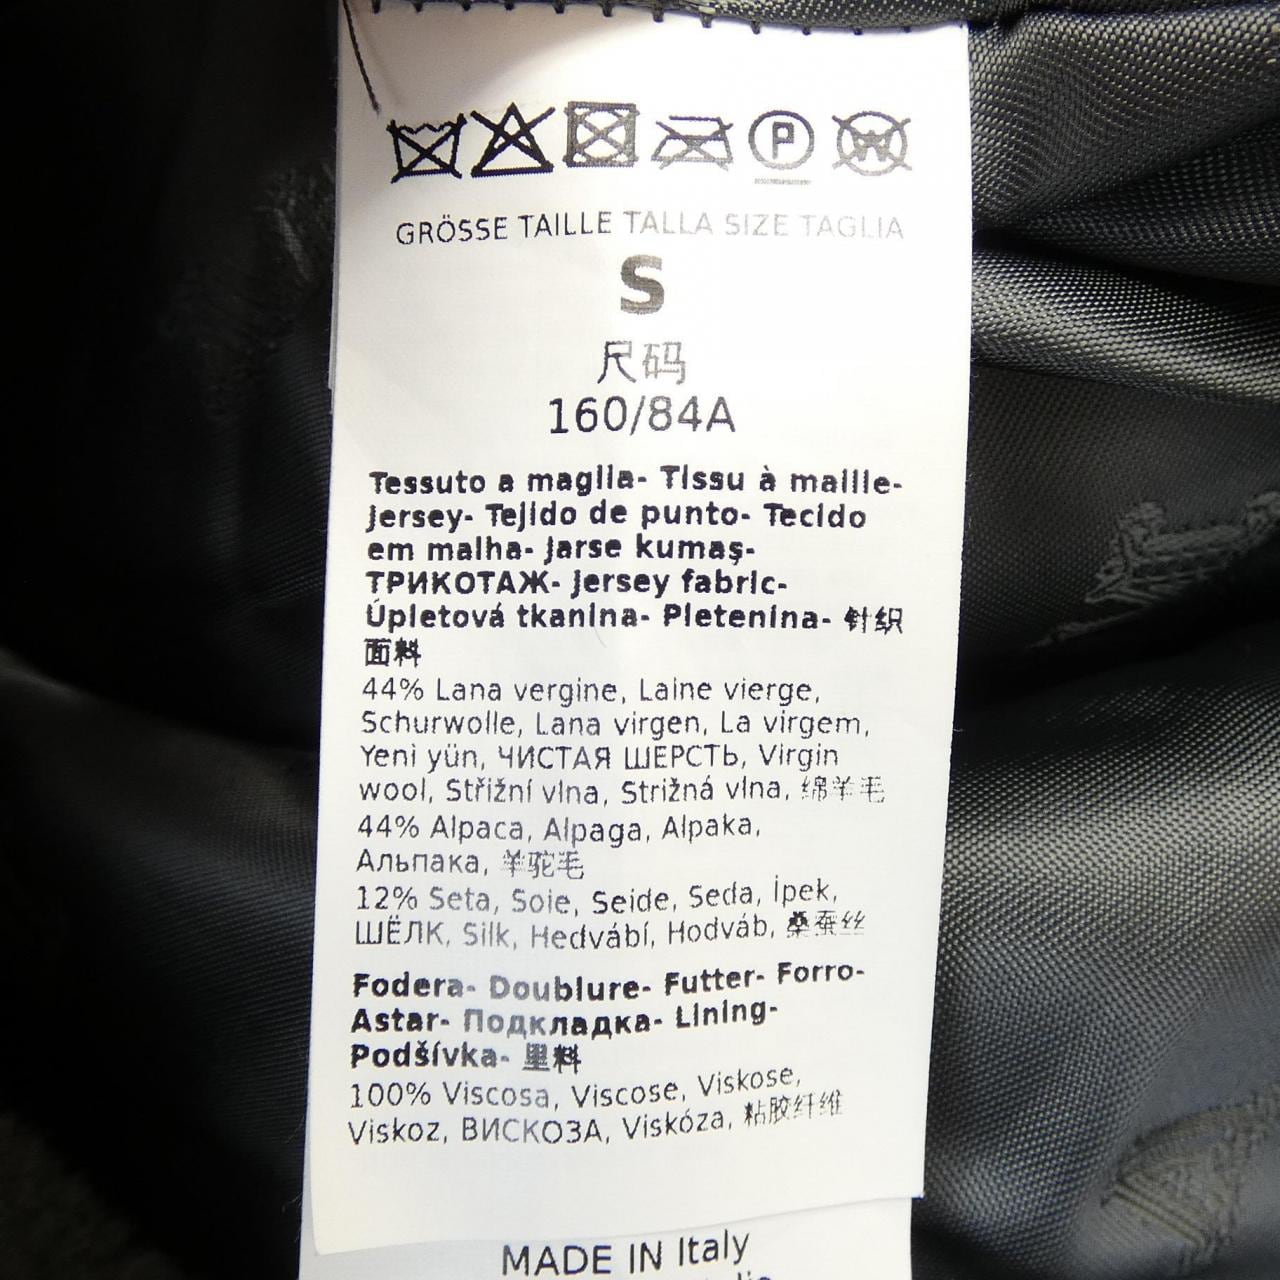 GRÖSSE TAILLE TALLA SIZE TAGLIA
S
尺码
160/84A
Tessuto a maglia- Tissu à maille-
Jersey- Tejido de punto- Tecido
em malha- Jarse kumaş-
ТРИКОТАЖ- Jersey fabric-
Úpletová tkanina- Pletenina- 针织
面料
44% Lana vergine, Laine vierge,
Schurwolle, Lana virgen, La virgem,
Yeni yün, ЧИСТАЯ ШЕРСТЬ, Virgin
wool, Střižní vlna, Strižná vlna, 绵羊毛
44% Alpaca, Alpaga, Alpaka,
Альпака, 羊驼毛
12% Seta, Soie, Seide, Seda, İpek,
ШЁЛК, Silk, Hedvábí, Hodváb, 桑蚕丝
Fodera- Doublure- Futter- Forro-
Astar- Подкладка- Lining-
Podšívka- 里料
100% Viscosa, Viscose, Viskose,
Viskoz, ВИСКОЗА, Viskóza, 粘胶纤维
MADE IN Italy